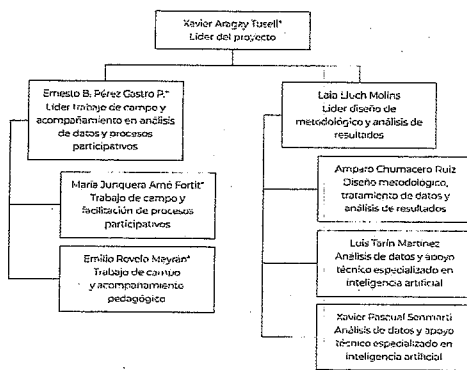 Xavier Aragay Tusell*
Líder del proyecto
Ernesto B. Pérez Castro P.*
Líder trabajo de campo y
acompañamiento en análisis
de datos y procesos
participativos
María Junquera Arnó Fortit*
Trabajo de campo y
facilitación de procesos
participativos
Emilio Rovelo Mayrán*
Trabajo de campo
y acompañamiento
pedagógico
Laia Lluch Molins
Líder diseño de
metodológico y análisis de
resultados
Amparo Chumacero Ruiz
Diseño metodológico,
tratamiento de datos y
análisis de resultados
Luis Tarín Martínez
Análisis de datos y apoyo
técnico especializado en
inteligencia artificial
Xavier Pascual Senmartí
Análisis de datos y apoyo
técnico especializado en
inteligencia artificial